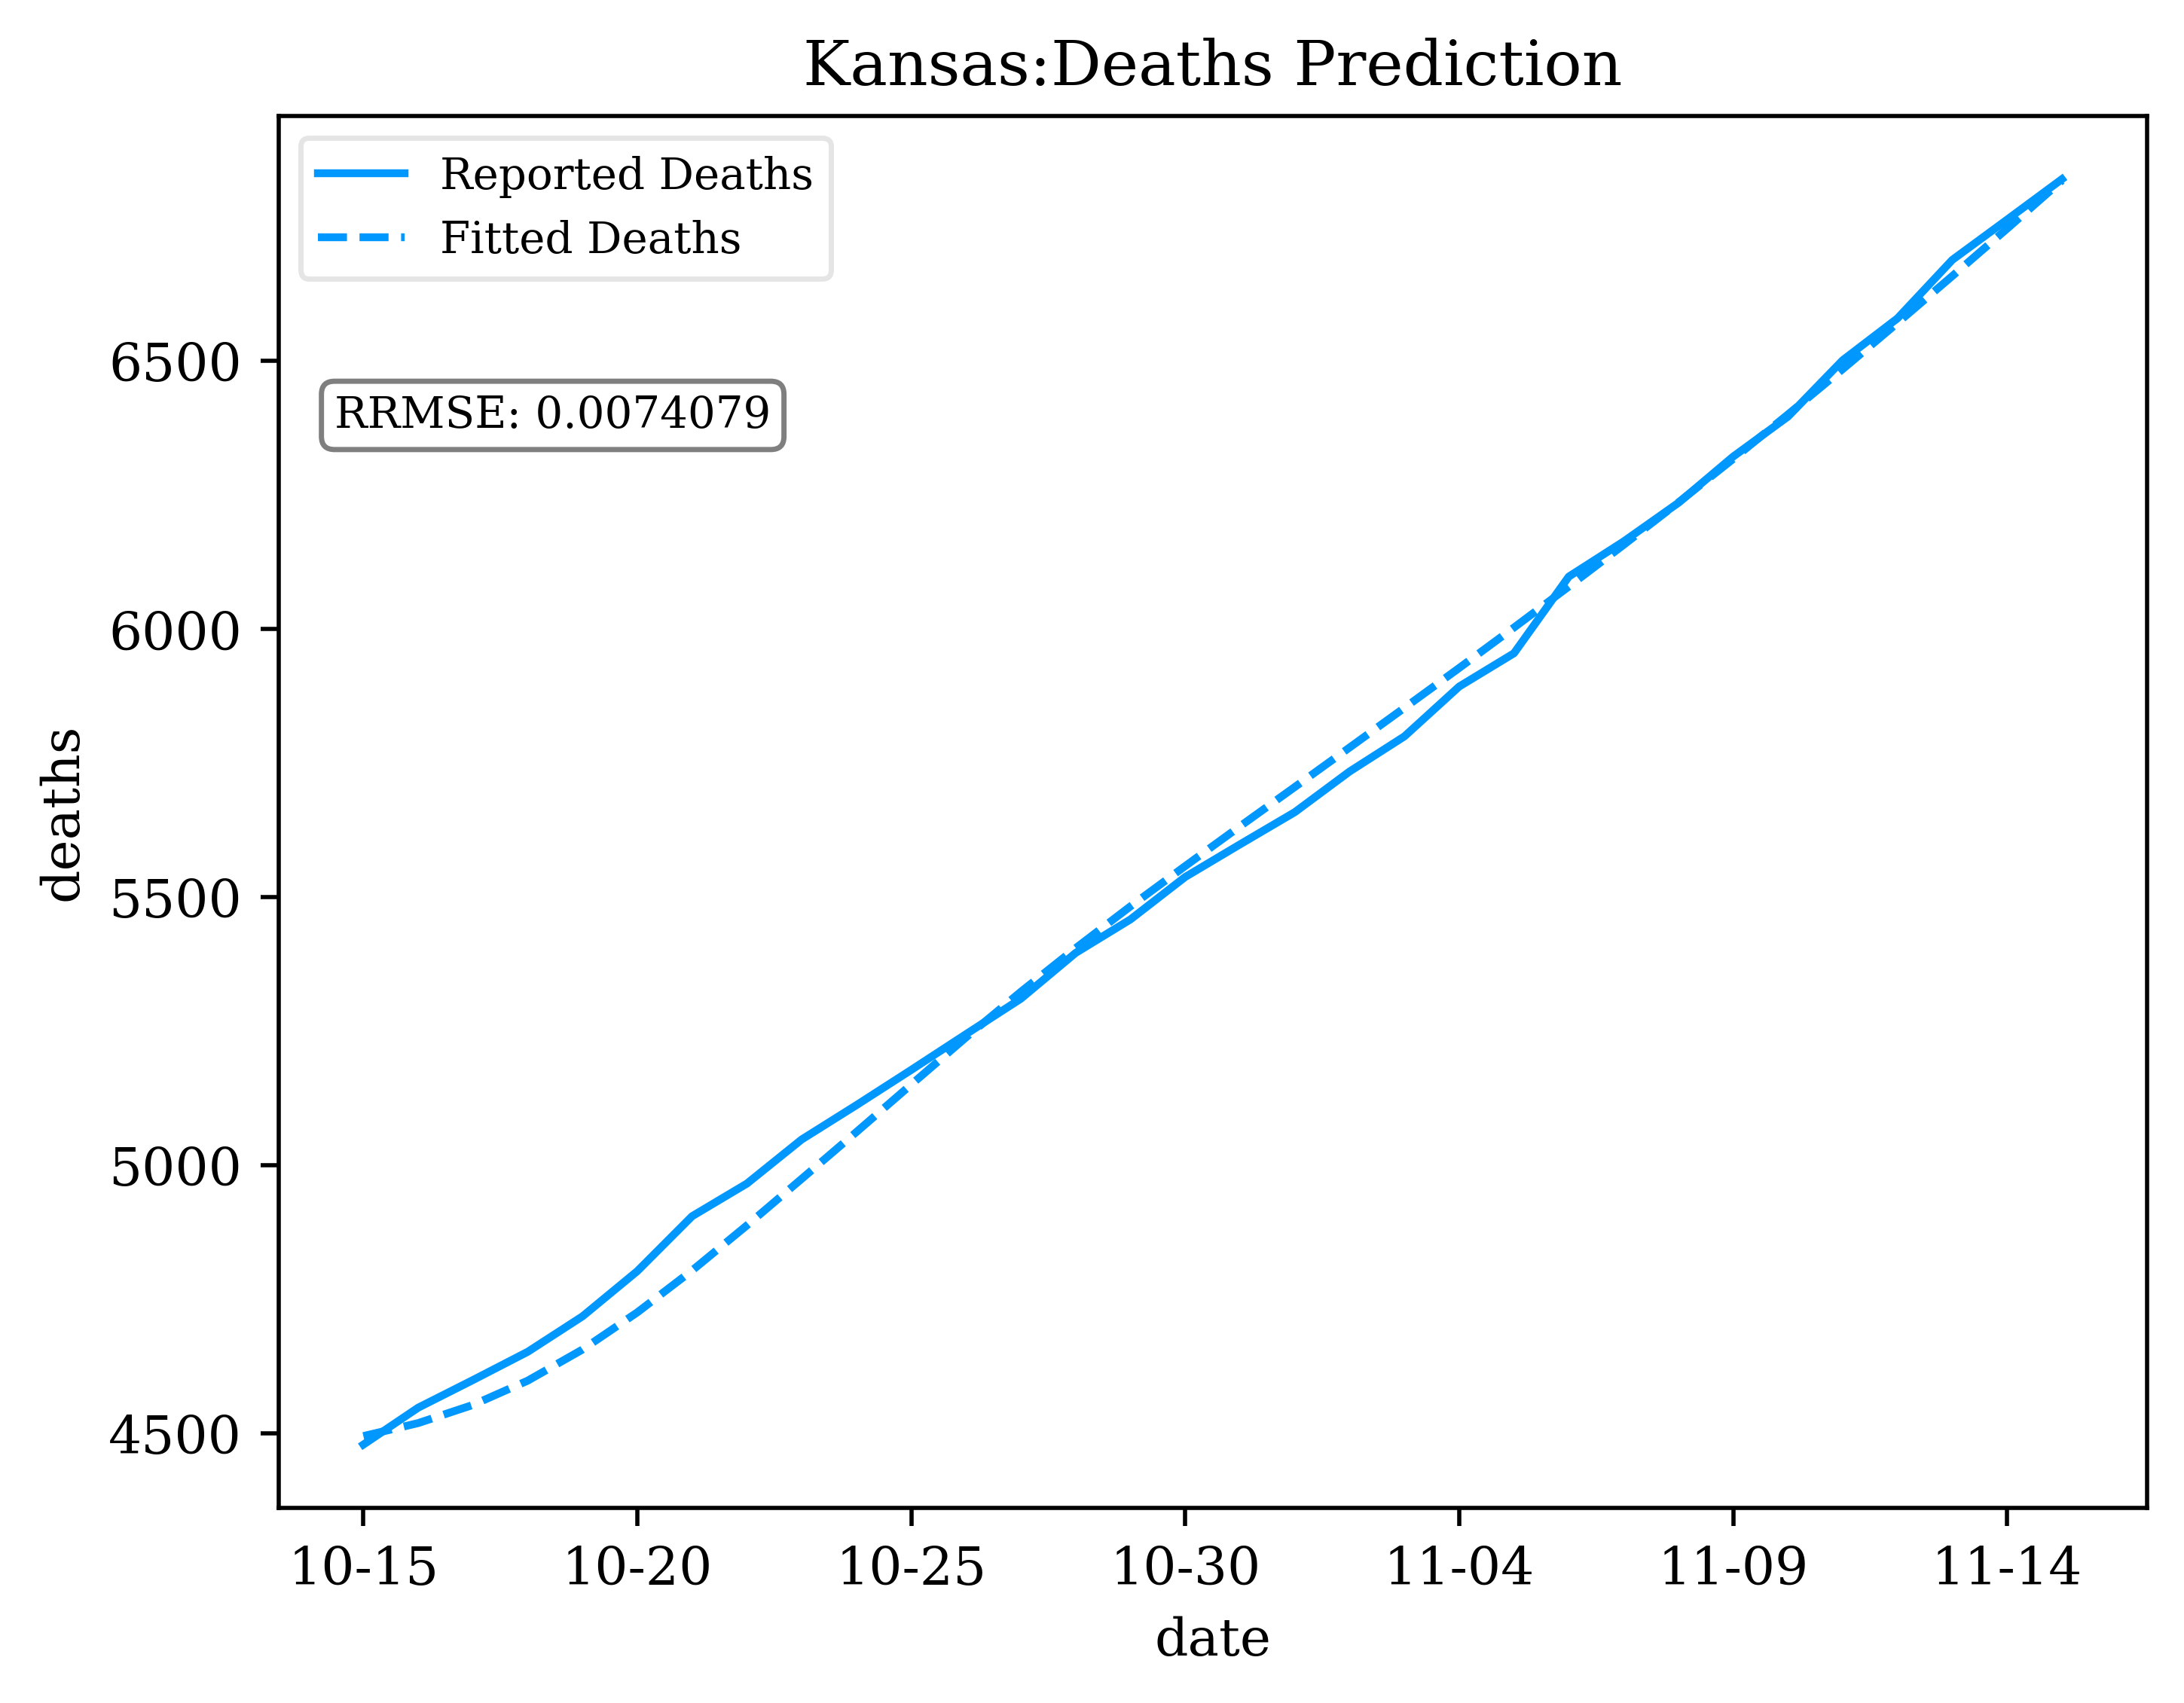 Kansas:Deaths Prediction
Reported Deaths
Fitted Deaths
RRMSE: 0.0074079
deaths
6500
6000
5500
5000
4500
10-15 10-20 10-25 10-30 11-04 11-09 11-14
date